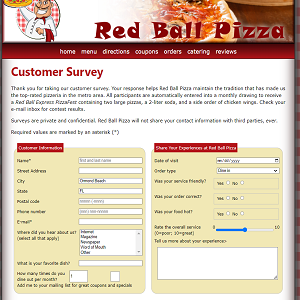 Red Ball Pizza
home menu directions coupons orders catering reviews
Customer Survey
Thank you for taking our customer survey. Your response helps Red Ball Pizza maintain the tradition that has made us
the top-rated pizzeria in the metro area. All participants are automatically entered into a monthly drawing to receive
a Red Ball Express PizzaFest containing two large pizzas, a 2-liter soda, and a side order of chicken wings. Check your
e-mail inbox for contest results.
Surveys are private and confidential. Red Ball Pizza will not share your contact information with third parties, ever.
Required values are marked by an asterisk (*)
Customer Information
Name*
first and last name
Street Address
City
Ormond Beach
State
FL
Postal code
Phone number
E-mail*
Where did you hear about us?
(select all that apply)
Internet
Magazine
Newspaper
Word of Mouth
Other
What is your favorite dish?
How many times do you
dine out per month?
1
Add me to your mailing list for great coupons and specials
Share Your Experience at Red Ball Pizza
Date of visit
mm/dd/yyyy
Order type
Dine in
Was your service friendly?
Yes No
Was your order correct?
Yes No
Was your food hot?
Yes No
Rate the overall service
(0=poor; 10=great)
0
10
Tell us more about your experience>